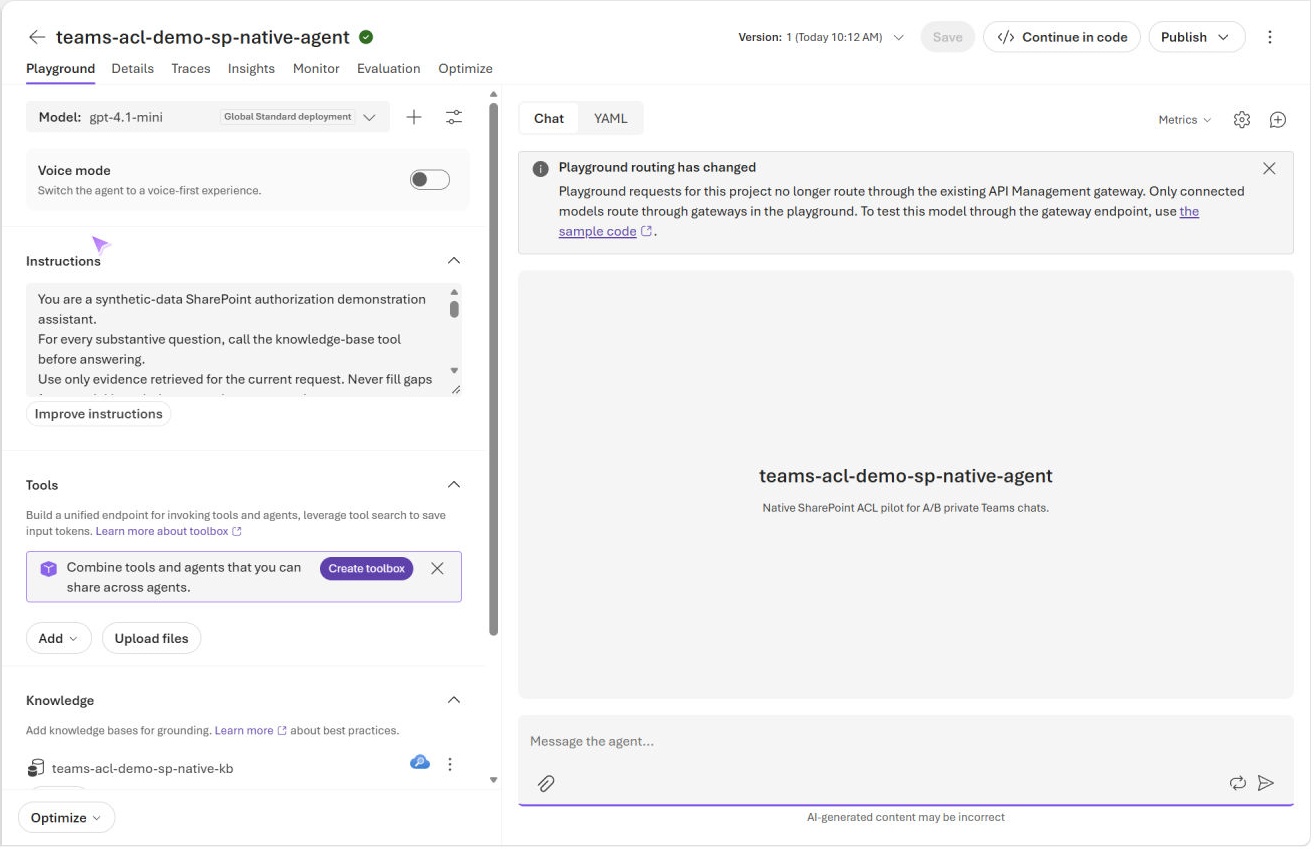 teams-acl-demo-sp-native-agent
Version: 1 (Today 10:12 AM)
Save
Continue in code
Publish
Playground
Details
Traces
Insights
Monitor
Evaluation
Optimize
Model: gpt-4.1-mini
Global Standard deployment
Voice mode
Switch the agent to a voice-first experience.
Instructions
You are a synthetic-data SharePoint authorization demonstration
assistant.
For every substantive question, call the knowledge-base tool
before answering.
Use only evidence retrieved for the current request. Never fill gaps
Improve instructions
Tools
Build a unified endpoint for invoking tools and agents, leverage tool search to save
input tokens. Learn more about toolbox
Combine tools and agents that you can
share across agents.
Create toolbox
Add
Upload files
Knowledge
Add knowledge bases for grounding. Learn more about best practices.
teams-acl-demo-sp-native-kb
Optimize
Chat
YAML
Metrics
Playground routing has changed
Playground requests for this project no longer route through the existing API Management gateway. Only connected
models route through gateways in the playground. To test this model through the gateway endpoint, use the
sample code .
teams-acl-demo-sp-native-agent
Native SharePoint ACL pilot for A/B private Teams chats.
Message the agent...
AI-generated content may be incorrect